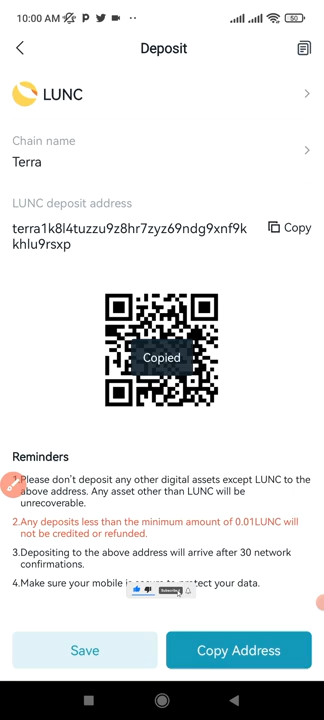 10:00 AM
50
Deposit
LUNC
Chain name
Terra
LUNC deposit address
terra1k8l4tuzzu9z8hr7zyz69ndg9xnf9k
khlu9rsxp
Copy
Copied
Reminders
1.Please don't deposit any other digital assets except LUNC to the
above address. Any asset other than LUNC will be
unrecoverable.
2.Any deposits less than the minimum amount of 0.01LUNC will
not be credited or refunded.
3.Depositing to the above address will arrive after 30 network
confirmations.
4.Make sure your mobile is secure to protect your data.
Subscribed
Save
Copy Address